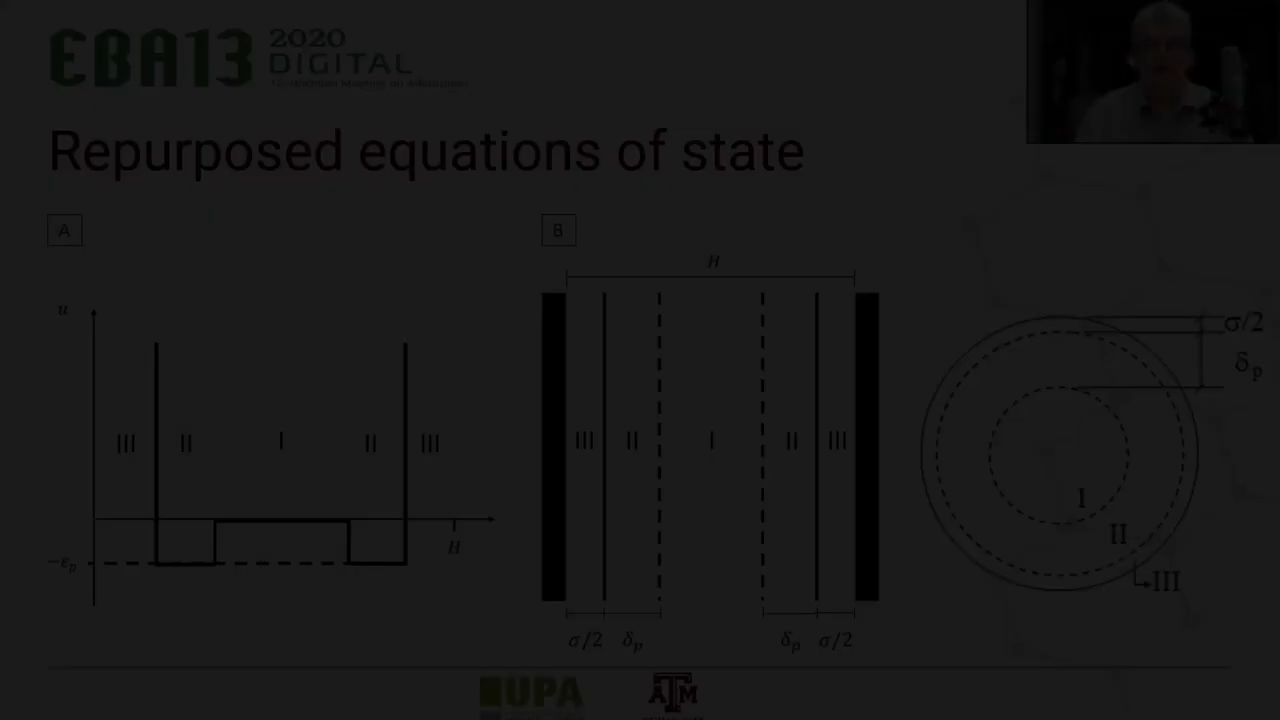 EBA13 2020
DIGITAL
Repurposed equations of state
A
B
H
u
σ/2
δp
III II I II III
III II I II III
I
II
III
H
−εp
σ/2 δp δp σ/2
UPA ATM